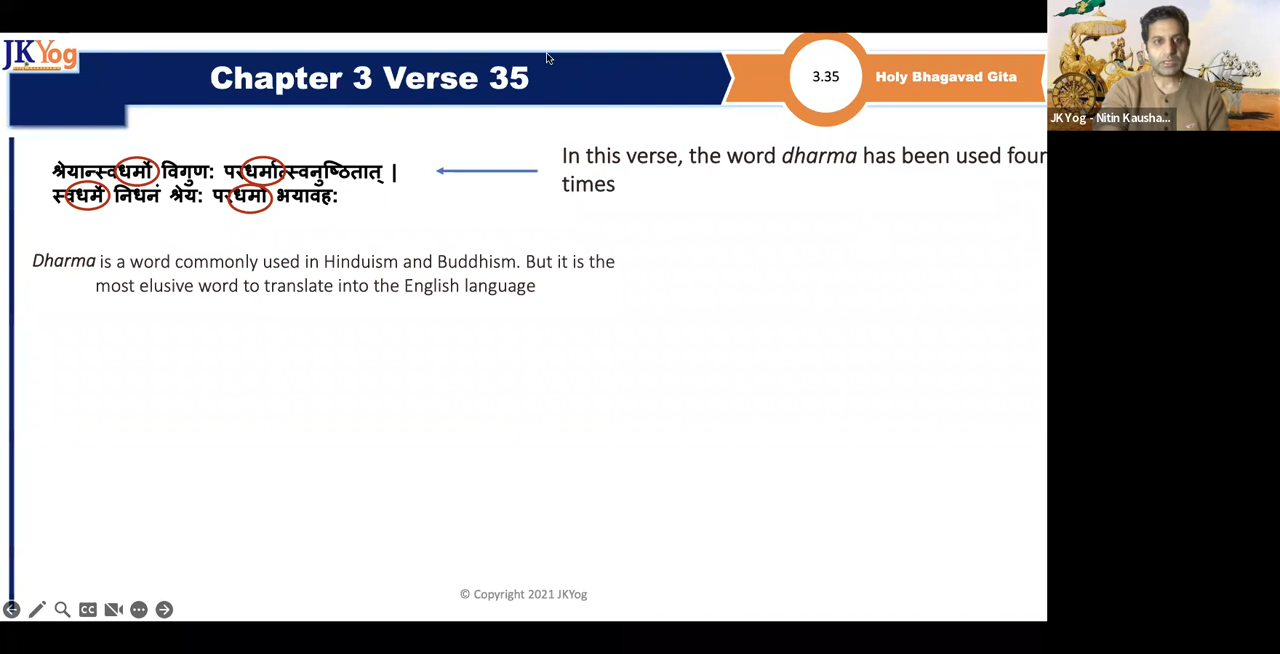 JKYog
Chapter 3 Verse 35
3.35
Holy Bhagavad Gita
JKYog - Nitin Kausha...
श्रेयान्स्वधर्मो विगुण: परधर्मान्स्वनुष्ठितात् |
स्वधर्मे निधनं श्रेय: परधर्मो भयावह:
In this verse, the word dharma has been used four
times
Dharma is a word commonly used in Hinduism and Buddhism. But it is the
most elusive word to translate into the English language
© Copyright 2021 JKYog
CC